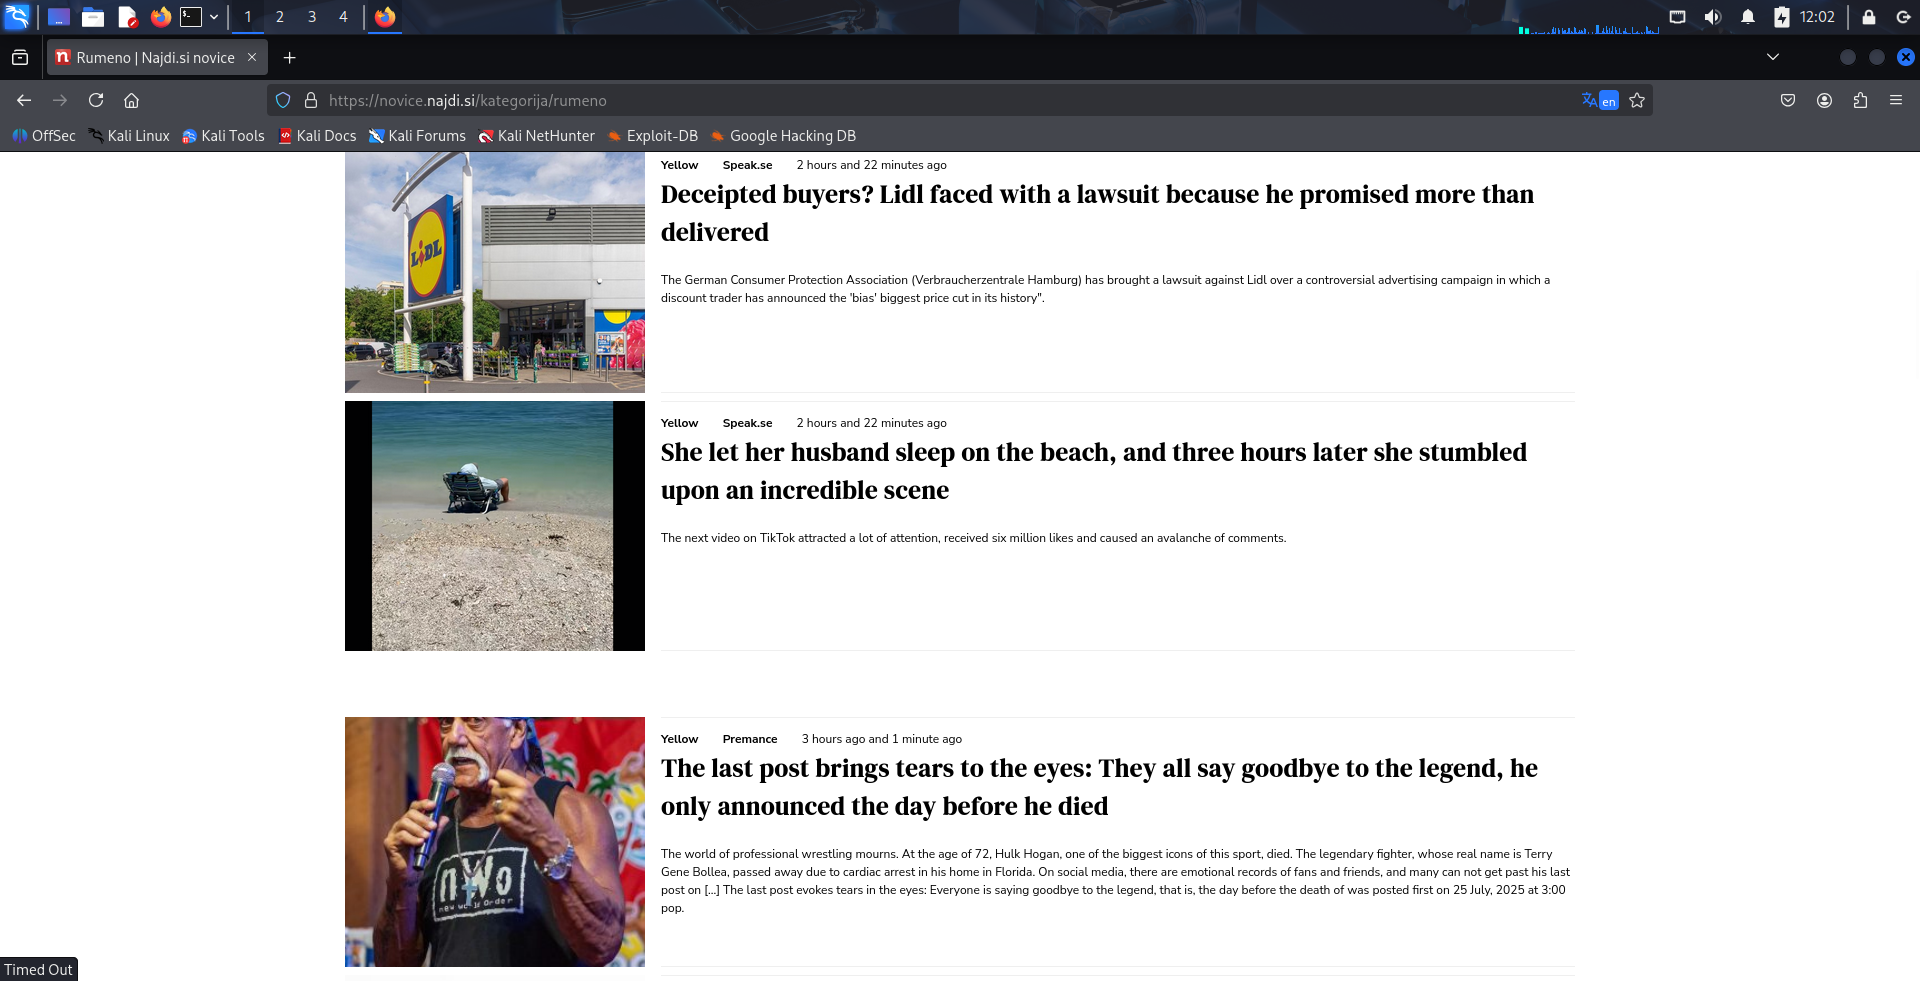 1 2 3 4 12:02
Rumeno | Najdi.si novice
https://novice.najdi.si/kategorija/rumeno en
OffSec Kali Linux Kali Tools Kali Docs Kali Forums Kali NetHunter Exploit-DB Google Hacking DB
LIDL
Yellow Speak.se 2 hours and 22 minutes ago
Deceipted buyers? Lidl faced with a lawsuit because he promised more than
delivered
The German Consumer Protection Association (Verbraucherzentrale Hamburg) has brought a lawsuit against Lidl over a controversial advertising campaign in which a
discount trader has announced the 'bias' biggest price cut in its history".
Yellow Speak.se 2 hours and 22 minutes ago
She let her husband sleep on the beach, and three hours later she stumbled
upon an incredible scene
The next video on TikTok attracted a lot of attention, received six million likes and caused an avalanche of comments.
nWo
new world order
Yellow Premance 3 hours ago and 1 minute ago
The last post brings tears to the eyes: They all say goodbye to the legend, he
only announced the day before he died
The world of professional wrestling mourns. At the age of 72, Hulk Hogan, one of the biggest icons of this sport, died. The legendary fighter, whose real name is Terry
Gene Bollea, passed away due to cardiac arrest in his home in Florida. On social media, there are emotional records of fans and friends, and many can not get past his last
post on [...] The last post evokes tears in the eyes: Everyone is saying goodbye to the legend, that is, the day before the death of was posted first on 25 July, 2025 at 3:00
pop.
Timed Out